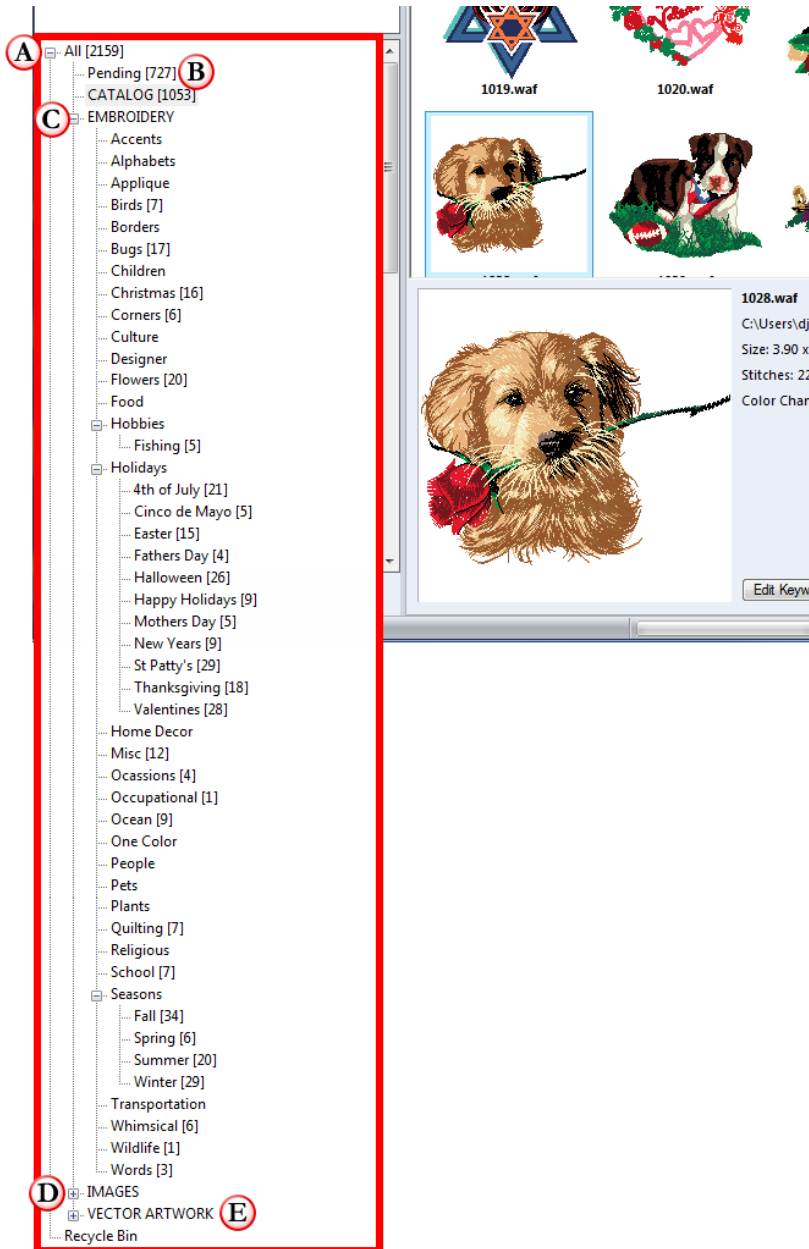 A
All [2159]
Pending [727]
B
CATALOG [1053]
C
EMBROIDERY
Accents
Alphabets
Applique
Birds [7]
Borders
Bugs [17]
Children
Christmas [16]
Corners [6]
Culture
Designer
Flowers [20]
Food
Hobbies
Fishing [5]
Holidays
4th of July [21]
Cinco de Mayo [5]
Easter [15]
Fathers Day [4]
Halloween [26]
Happy Holidays [9]
Mothers Day [5]
New Years [9]
St Patty's [29]
Thanksgiving [18]
Valentines [28]
Home Decor
Misc [12]
Ocassions [4]
Occupational [1]
Ocean [9]
One Color
People
Pets
Plants
Quilting [7]
Religious
School [7]
Seasons
Fall [34]
Spring [6]
Summer [20]
Winter [29]
Transportation
Whimsical [6]
Wildlife [1]
Words [3]
D
IMAGES
VECTOR ARTWORK
E
Recycle Bin
1019.waf
1020.waf
1028.waf
C:\Users\dj
Size: 3.90 x
Stitches: 22
Color Char
Edit Keyw